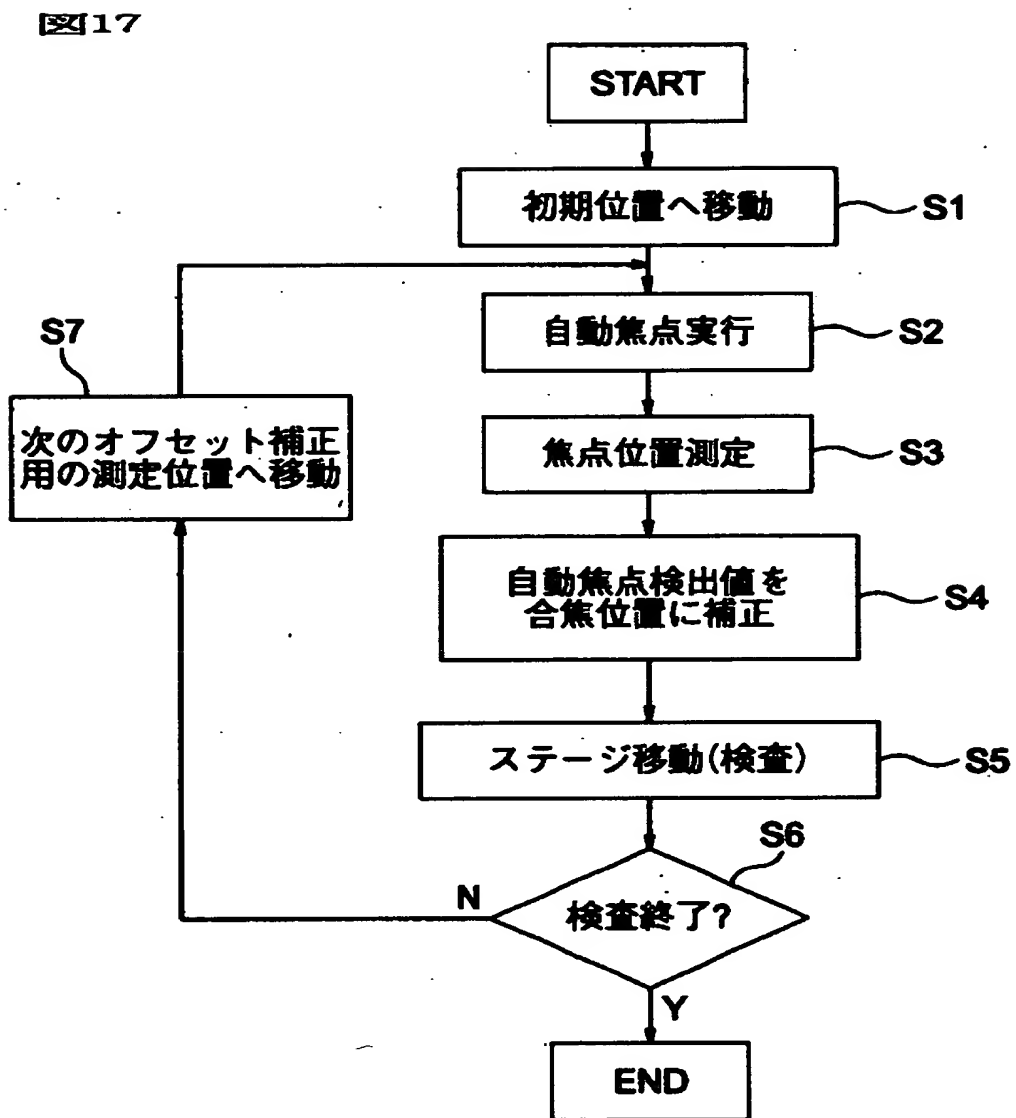 図17
START
初期位置へ移動
S1
自動焦点実行
S2
S7
次のオフセット補正
用の測定位置へ移動
焦点位置測定
S3
自動焦点検出値を
合焦位置に補正
S4
ステージ移動(検査)
S5
S6
N
検査終了?
Y
END